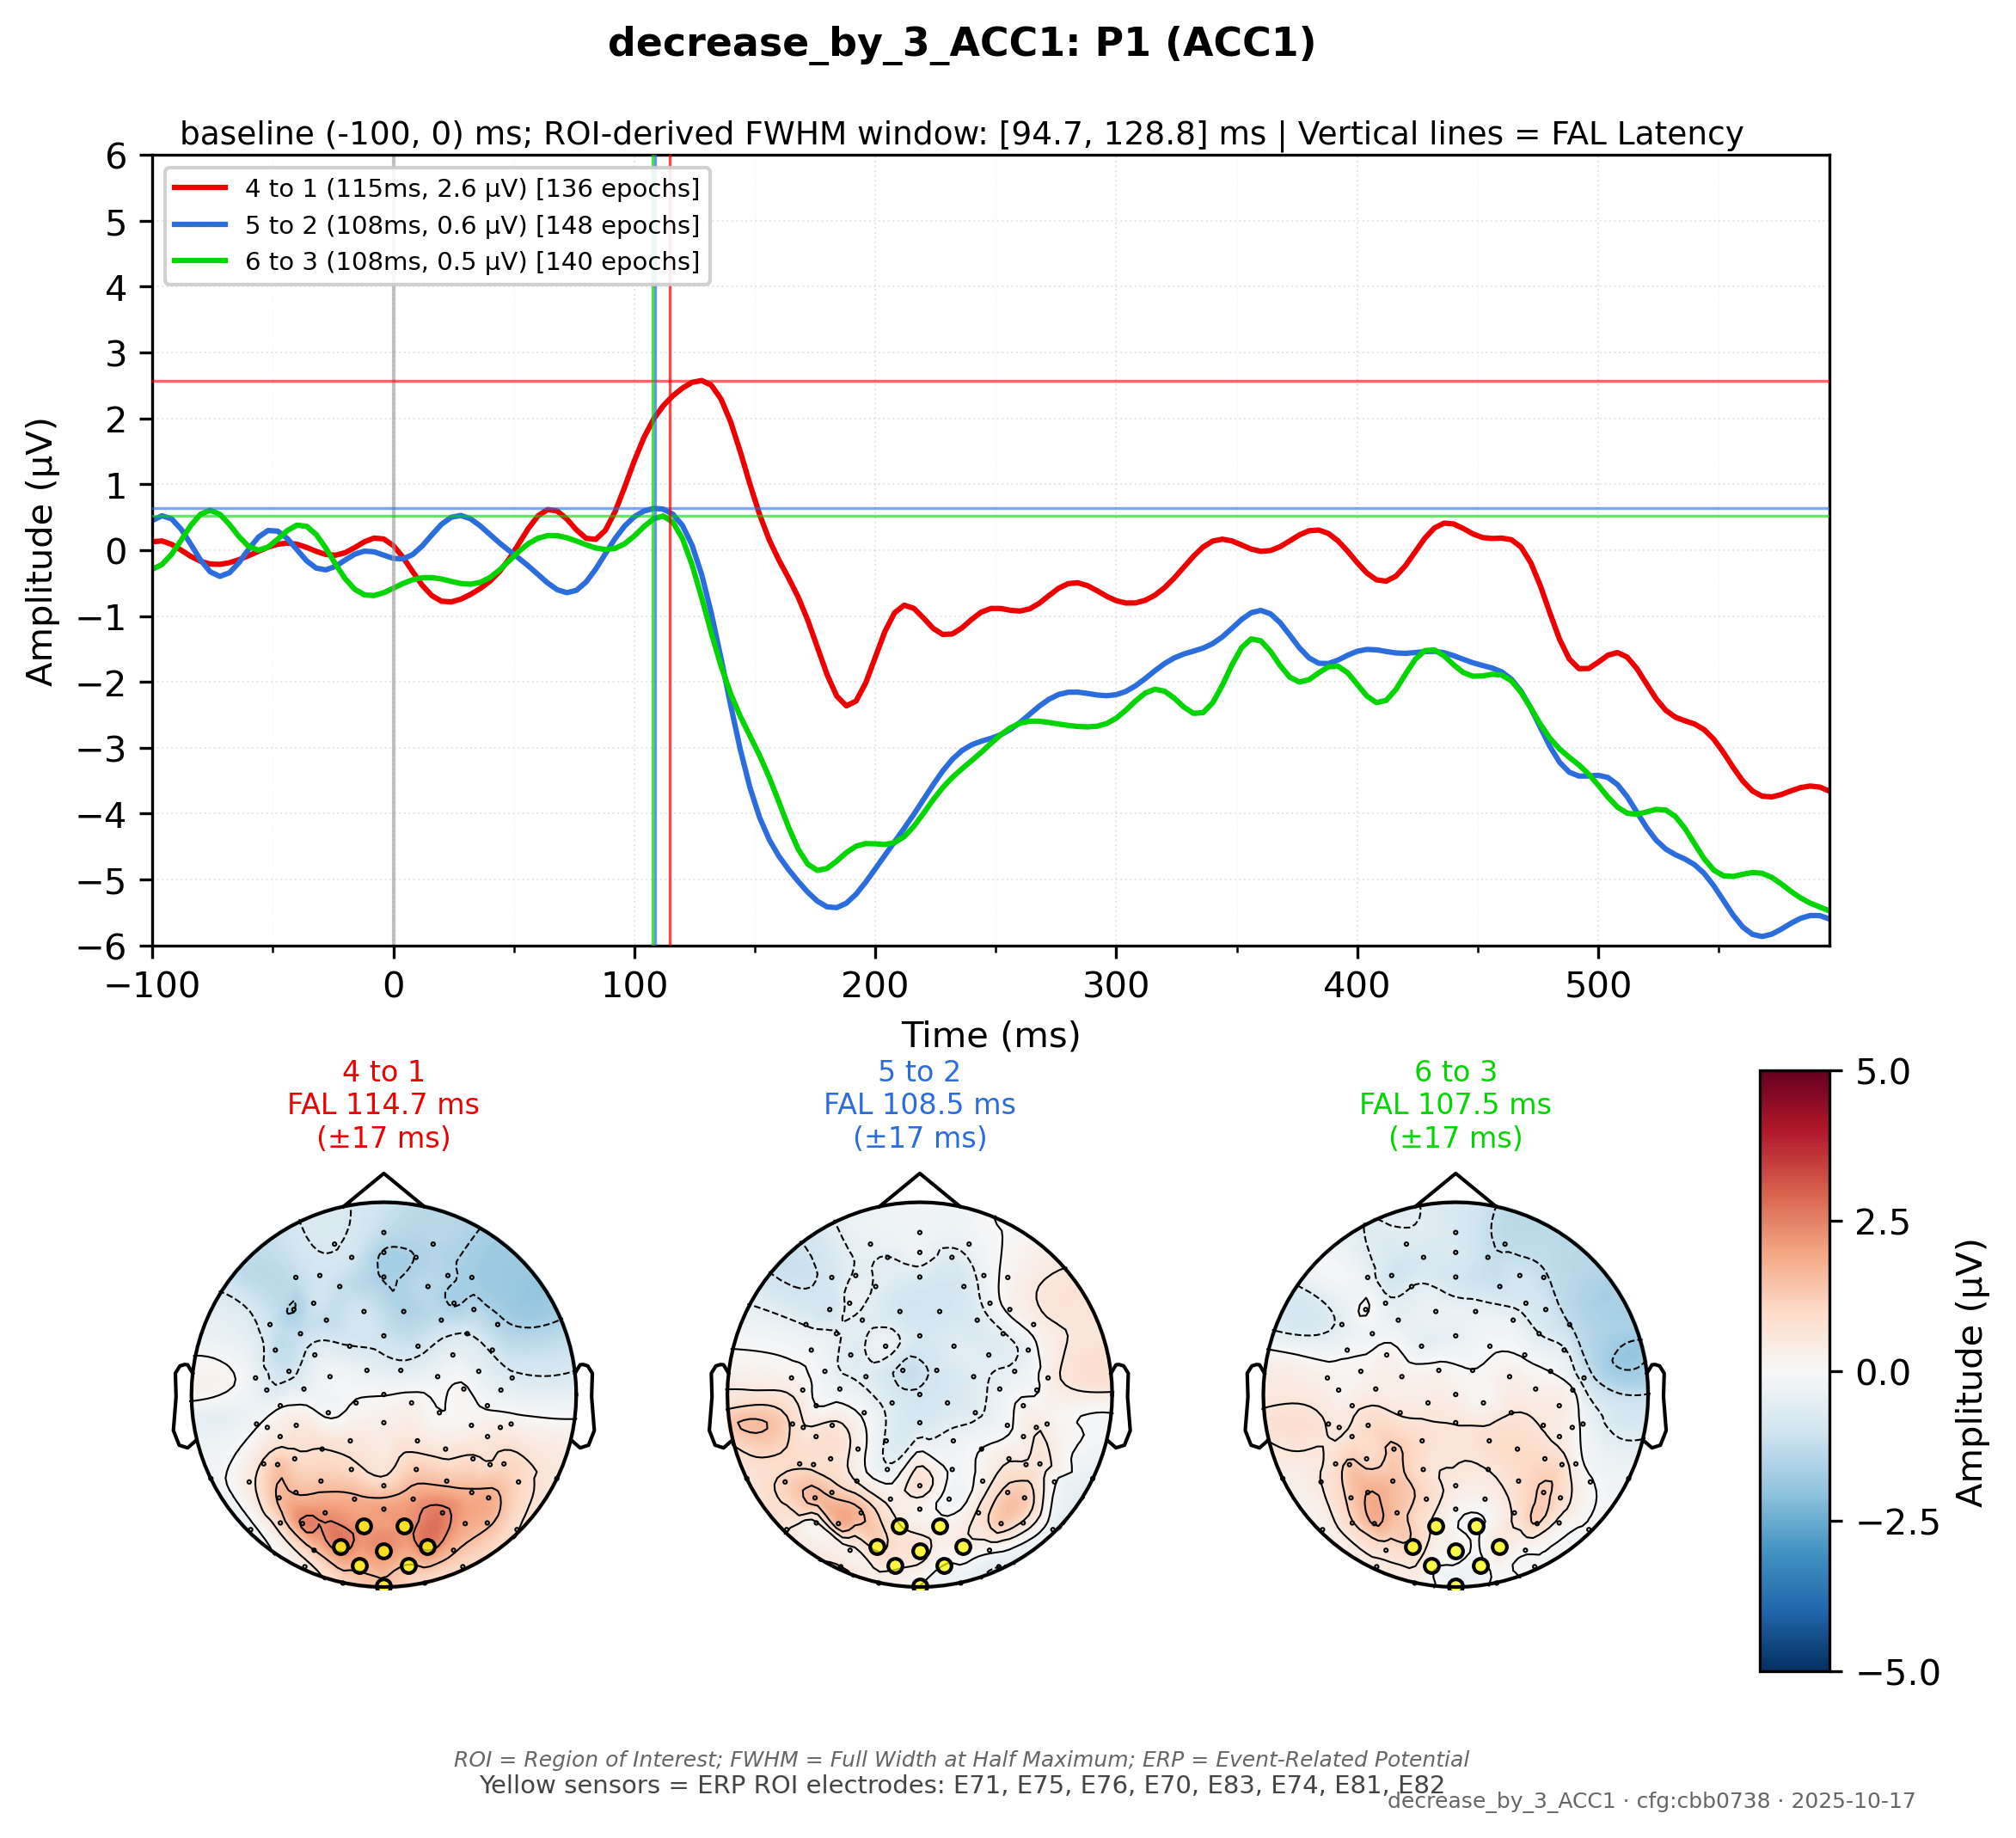 decrease_by_3_ACC1: P1 (ACC1)
baseline (-100, 0) ms; ROI-derived FWHM window: [94.7, 128.8] ms | Vertical lines = FAL Latency
4 to 1 (115ms, 2.6 µV) [136 epochs]
5 to 2 (108ms, 0.6 µV) [148 epochs]
6 to 3 (108ms, 0.5 µV) [140 epochs]
Amplitude (µV)
6
5
4
3
2
1
0
−1
−2
−3
−4
−5
−6
−100 0 100 200 300 400 500
Time (ms)
4 to 1
FAL 114.7 ms
(±17 ms)
5 to 2
FAL 108.5 ms
(±17 ms)
6 to 3
FAL 107.5 ms
(±17 ms)
5.0
2.5
0.0
−2.5
−5.0
Amplitude (µV)
ROI = Region of Interest; FWHM = Full Width at Half Maximum; ERP = Event-Related Potential
Yellow sensors = ERP ROI electrodes: E71, E75, E76, E70, E83, E74, E81, E82
decrease_by_3_ACC1 · cfg:cbb0738 · 2025-10-17